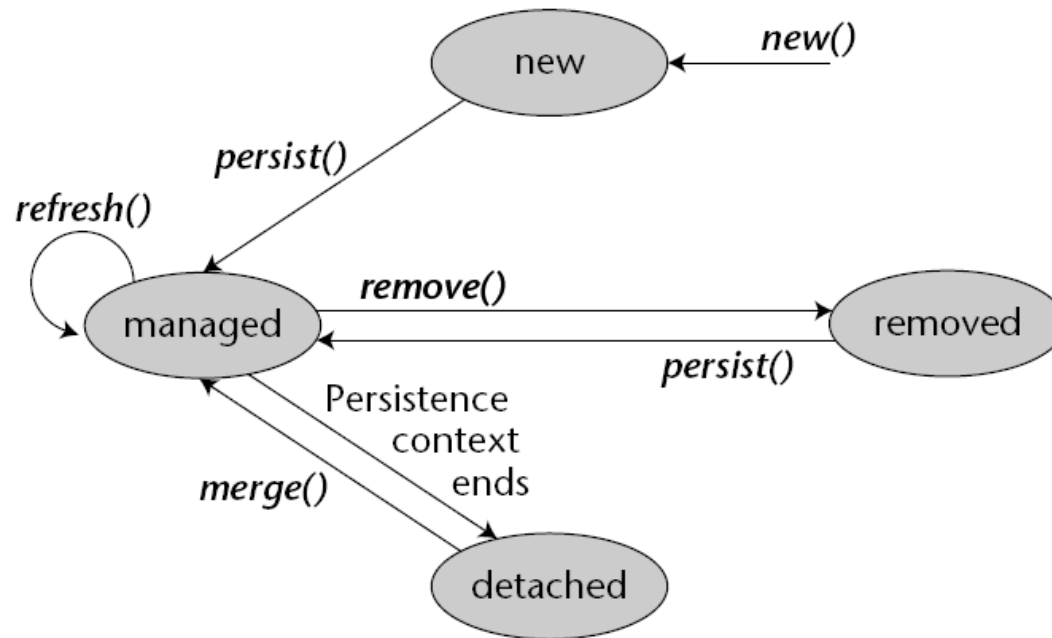 new()
new
persist()
refresh()
remove()
managed
removed
persist()
Persistence
context
ends
merge()
detached